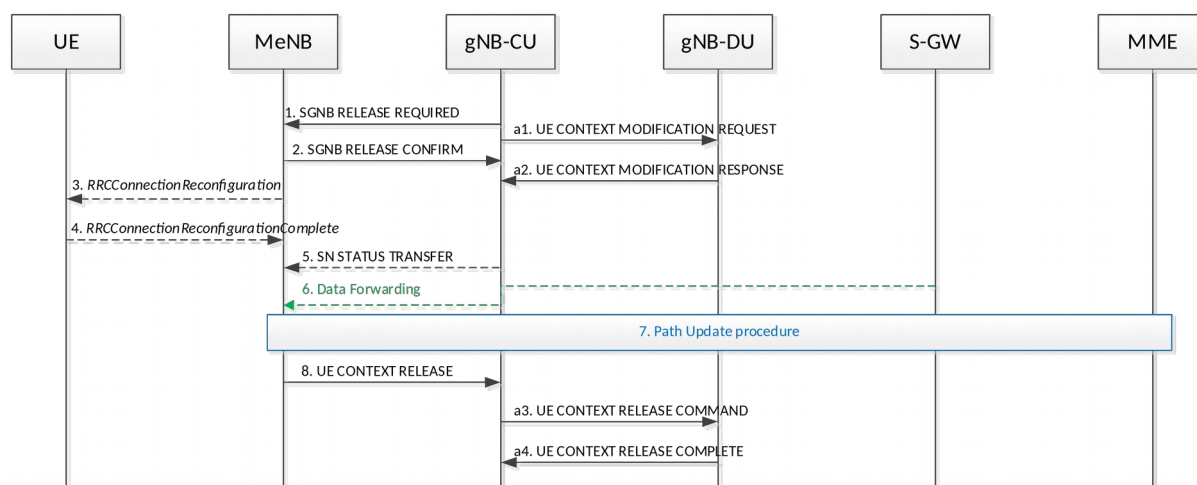 UE
MeNB
gNB-CU
gNB-DU
S-GW
MME
1. SGNB RELEASE REQUIRED
a1. UE CONTEXT MODIFICATION REQUEST
2. SGNB RELEASE CONFIRM
a2. UE CONTEXT MODIFICATION RESPONSE
3. RRCConnectionReconfiguration
4. RRCConnectionReconfigurationComplete
5. SN STATUS TRANSFER
6. Data Forwarding
7. Path Update procedure
8. UE CONTEXT RELEASE
a3. UE CONTEXT RELEASE COMMAND
a4. UE CONTEXT RELEASE COMPLETE